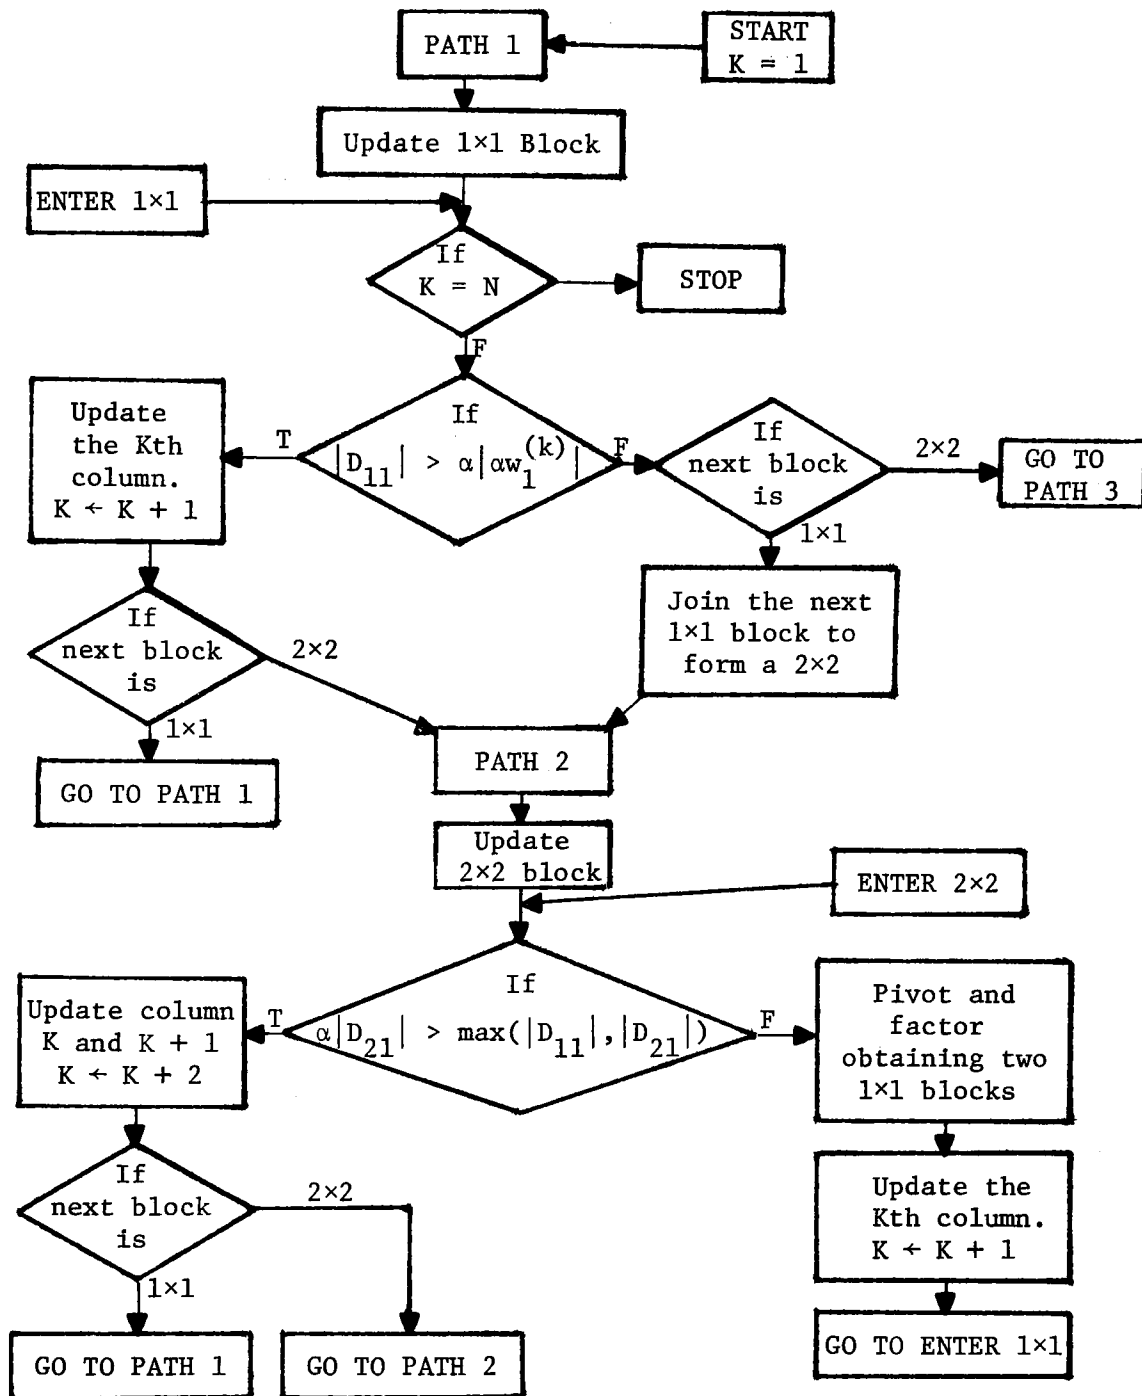 PATH 1
START
K = 1
Update 1×1 Block
ENTER 1×1
If
K = N
STOP
F
Update
the Kth
column.
K ← K + 1
T
If
|D₁₁| > α|αw₁⁽ᵏ⁾|
F
If
next block
is
2×2
GO TO
PATH 3
1×1
Join the next
1×1 block to
form a 2×2
If
next block
is
2×2
1×1
GO TO PATH 1
PATH 2
Update
2×2 block
ENTER 2×2
If
α|D₂₁| > max(|D₁₁|,|D₂₁|)
T
F
Update column
K and K + 1
K ← K + 2
Pivot and
factor
obtaining two
1×1 blocks
If
next block
is
2×2
1×1
Update the
Kth column.
K ← K + 1
GO TO PATH 1
GO TO PATH 2
GO TO ENTER 1×1